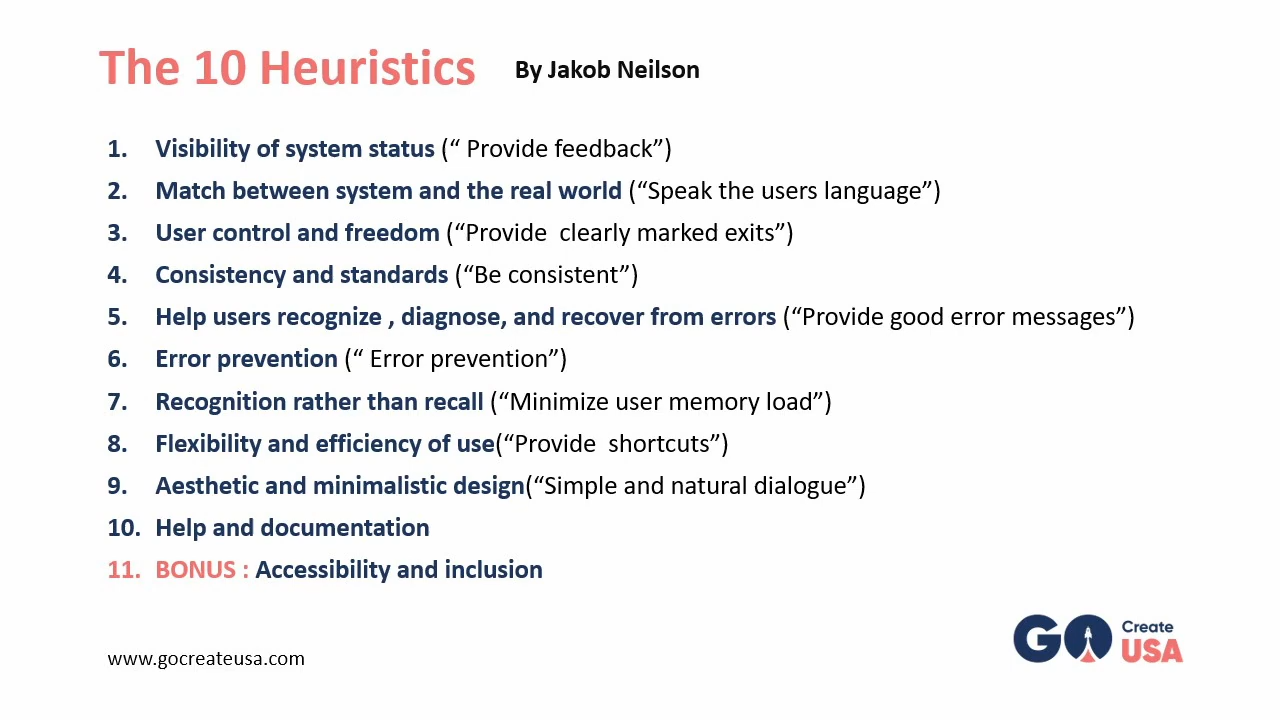 The 10 Heuristics By Jakob Neilson
1. Visibility of system status (“ Provide feedback”)
2. Match between system and the real world (“Speak the users language”)
3. User control and freedom (“Provide  clearly marked exits”)
4. Consistency and standards (“Be consistent”)
5. Help users recognize , diagnose, and recover from errors (“Provide good error messages”)
6. Error prevention (“ Error prevention”)
7. Recognition rather than recall (“Minimize user memory load”)
8. Flexibility and efficiency of use(“Provide  shortcuts”)
9. Aesthetic and minimalistic design(“Simple and natural dialogue”)
10. Help and documentation
11. BONUS : Accessibility and inclusion
www.gocreateusa.com
GO Create
USA